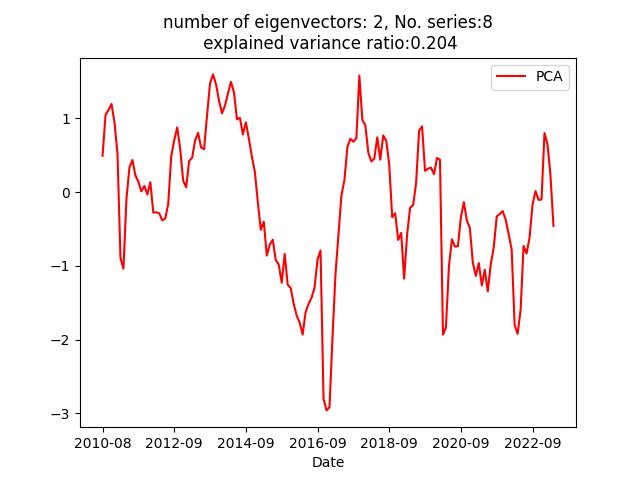 number of eigenvectors: 2, No. series:8
explained variance ratio:0.204
PCA
1
0
−1
−2
−3
2010-08 2012-09 2014-09 2016-09 2018-09 2020-09 2022-09
Date